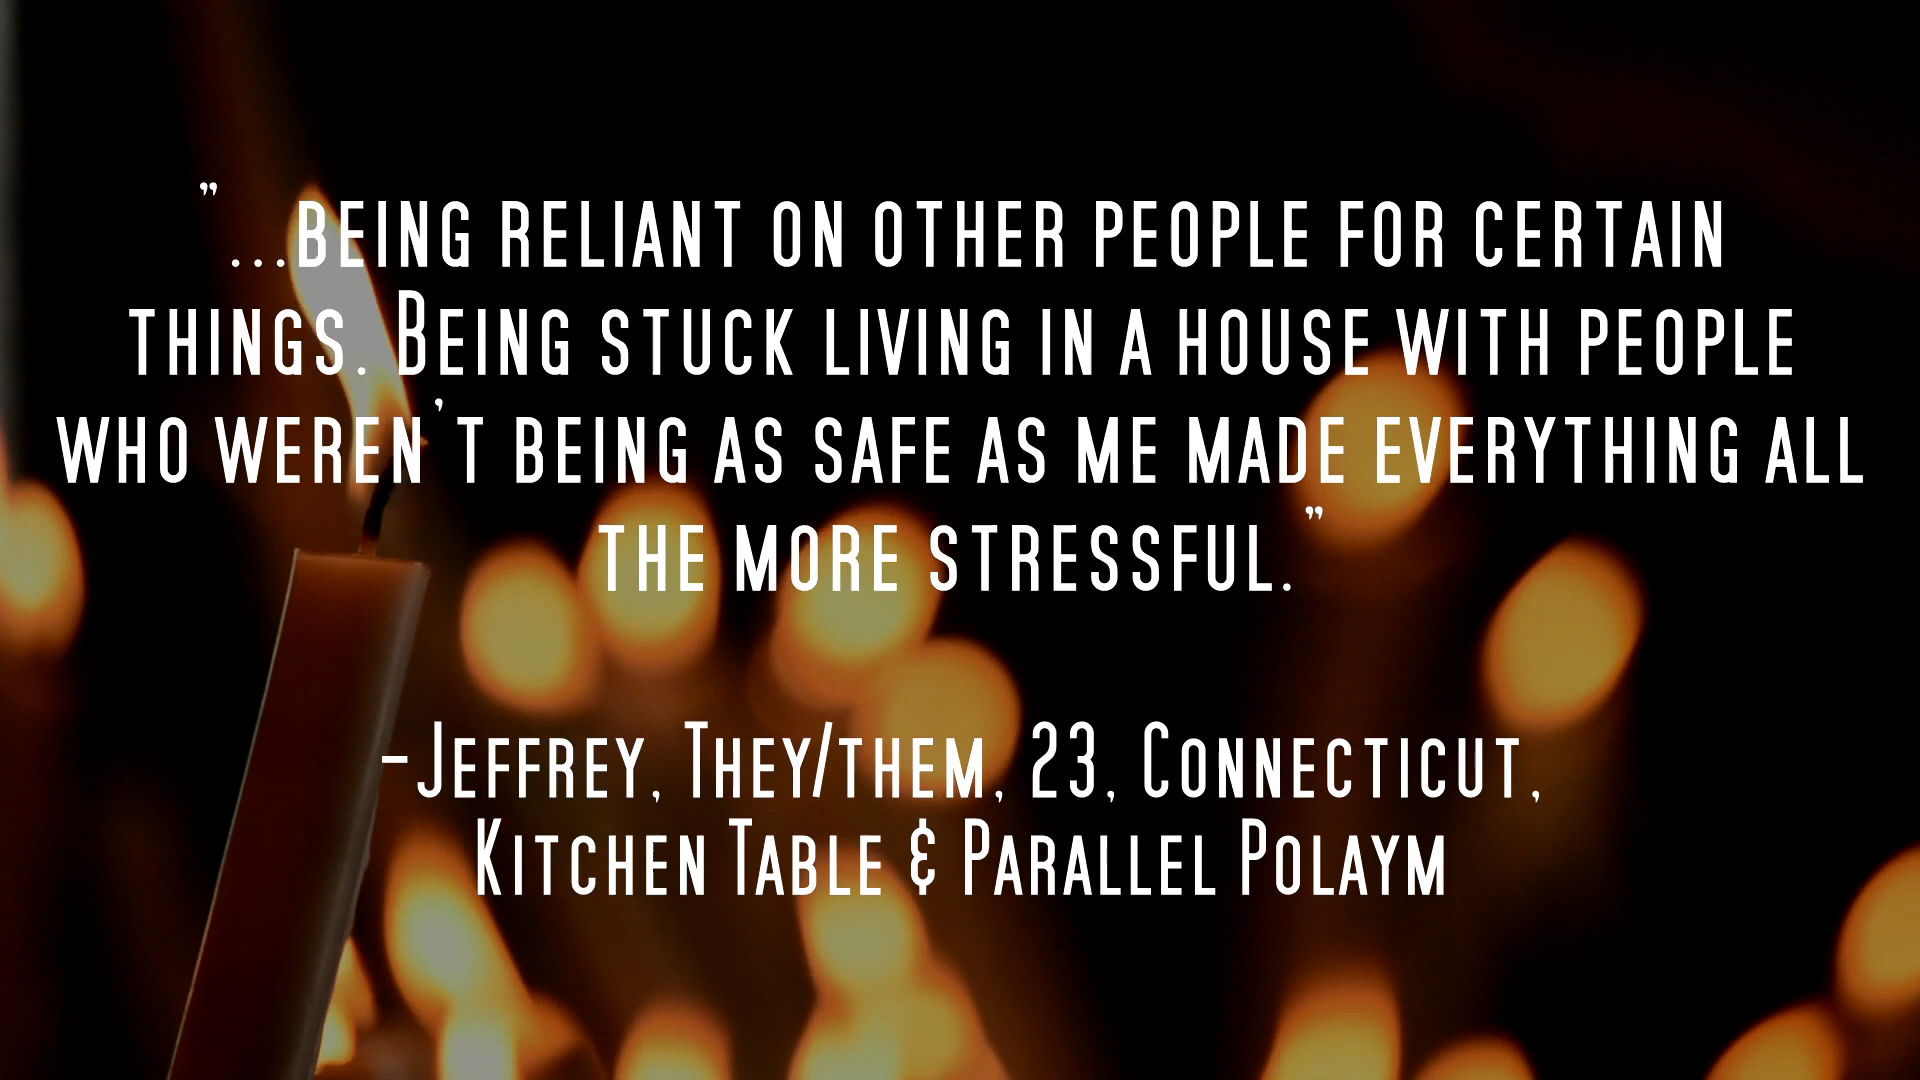 "...being reliant on other people for certain
things. Being stuck living in a house with people
who weren't being as safe as me made everything all
the more stressful."
-Jeffrey, They/them, 23, Connecticut,
Kitchen Table & Parallel Polaym